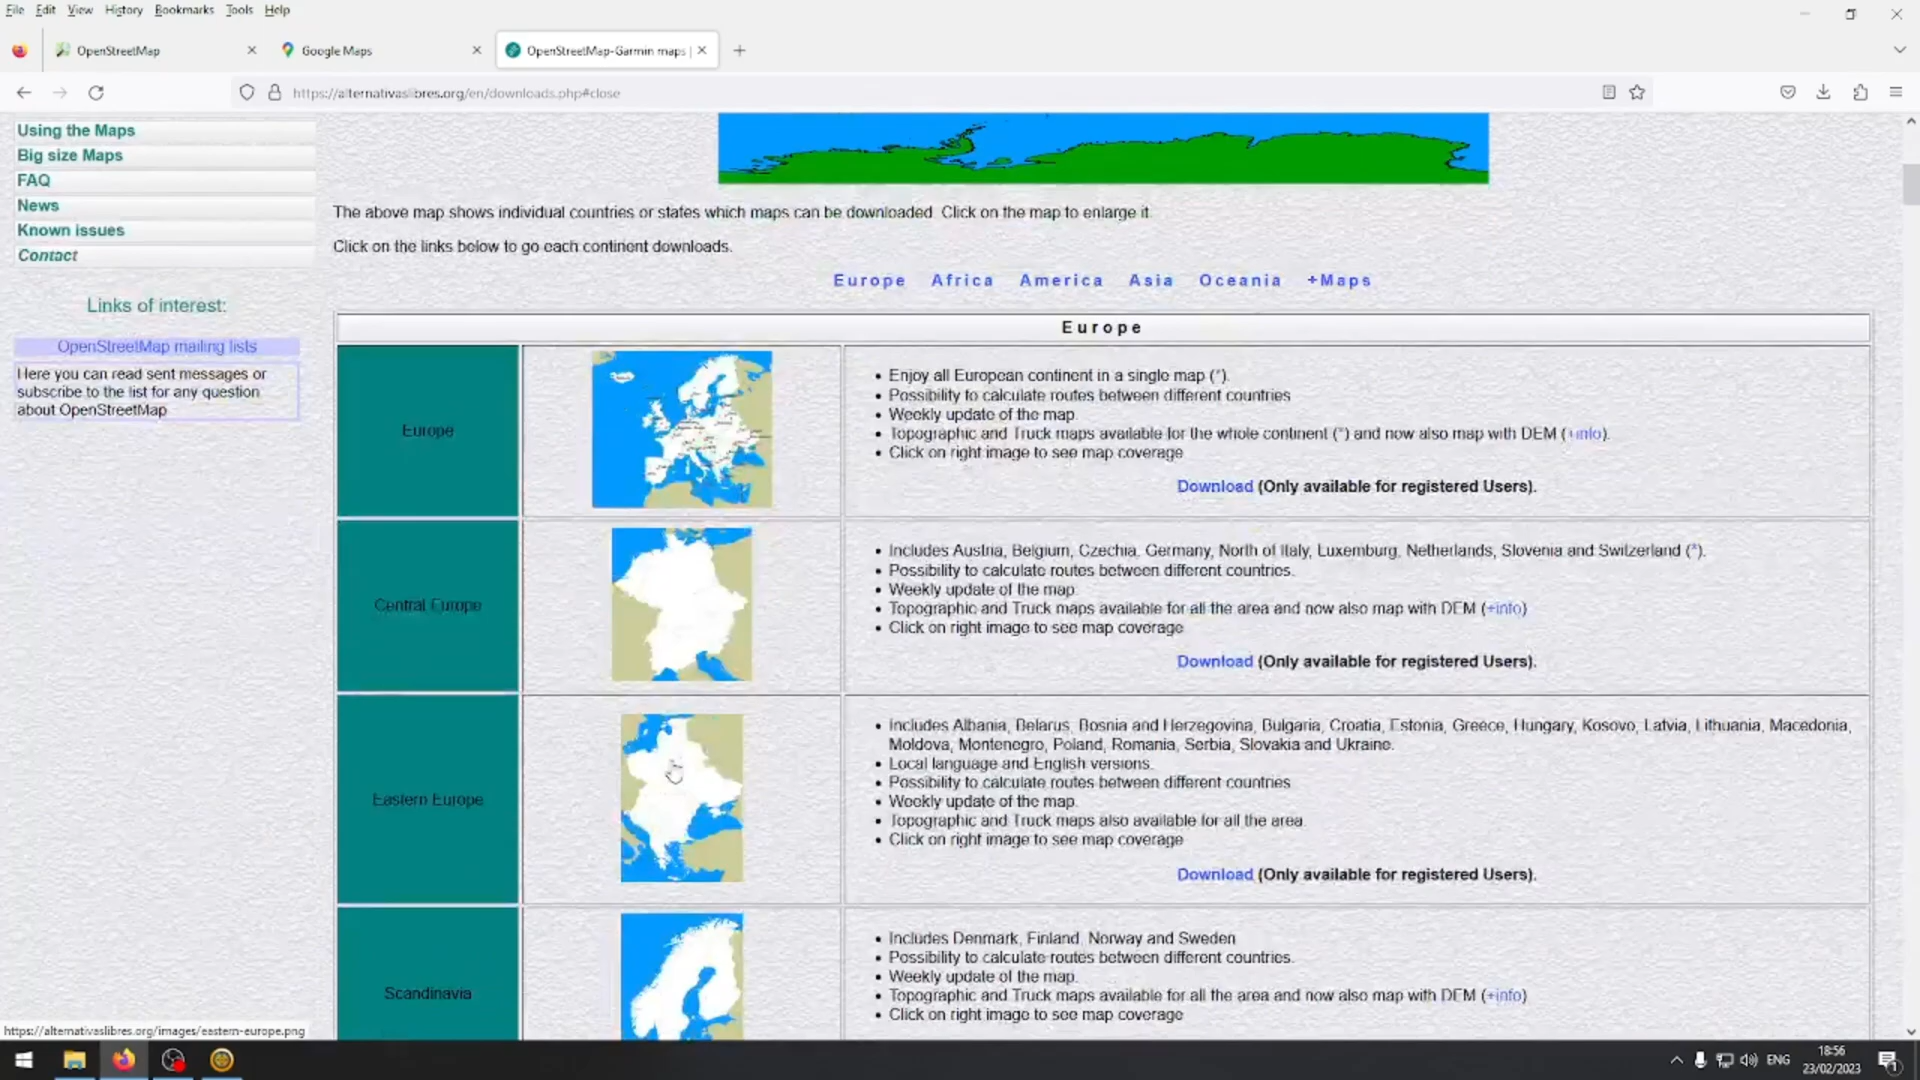 File Edit View History Bookmarks Tools Help
OpenStreetMap
Google Maps
OpenStreetMap-Garmin maps |
https://alternativaslibres.org/en/downloads.php#close
Using the Maps
Big size Maps
FAQ
News
Known issues
Contact
Links of interest:
OpenStreetMap mailing lists
Here you can read sent messages or
subscribe to the list for any question
about OpenStreetMap
The above map shows individual countries or states which maps can be downloaded. Click on the map to enlarge it.
Click on the links below to go each continent downloads.
Europe Africa America Asia Oceania +Maps
Europe
Europe
• Enjoy all European continent in a single map (*).
• Possibility to calculate routes between different countries
• Weekly update of the map.
• Topographic and Truck maps available for the whole continent (*) and now also map with DEM (+info).
• Click on right image to see map coverage
Download (Only available for registered Users).
Central Europe
• Includes Austria, Belgium, Czechia, Germany, North of Italy, Luxemburg, Netherlands, Slovenia and Switzerland (*).
• Possibility to calculate routes between different countries.
• Weekly update of the map.
• Topographic and Truck maps available for all the area and now also map with DEM (+info)
• Click on right image to see map coverage
Download (Only available for registered Users).
Eastern Europe
• Includes Albania, Belarus, Bosnia and Herzegovina, Bulgaria, Croatia, Estonia, Greece, Hungary, Kosovo, Latvia, Lithuania, Macedonia,
Moldova, Montenegro, Poland, Romania, Serbia, Slovakia and Ukraine.
• Local language and English versions.
• Possibility to calculate routes between different countries
• Weekly update of the map.
• Topographic and Truck maps also available for all the area.
• Click on right image to see map coverage
Download (Only available for registered Users).
Scandinavia
• Includes Denmark, Finland, Norway and Sweden
• Possibility to calculate routes between different countries.
• Weekly update of the map.
• Topographic and Truck maps available for all the area and now also map with DEM (+info)
• Click on right image to see map coverage
https://alternativaslibres.org/images/eastern-europe.png
ENG
18:56
23/02/2023
1